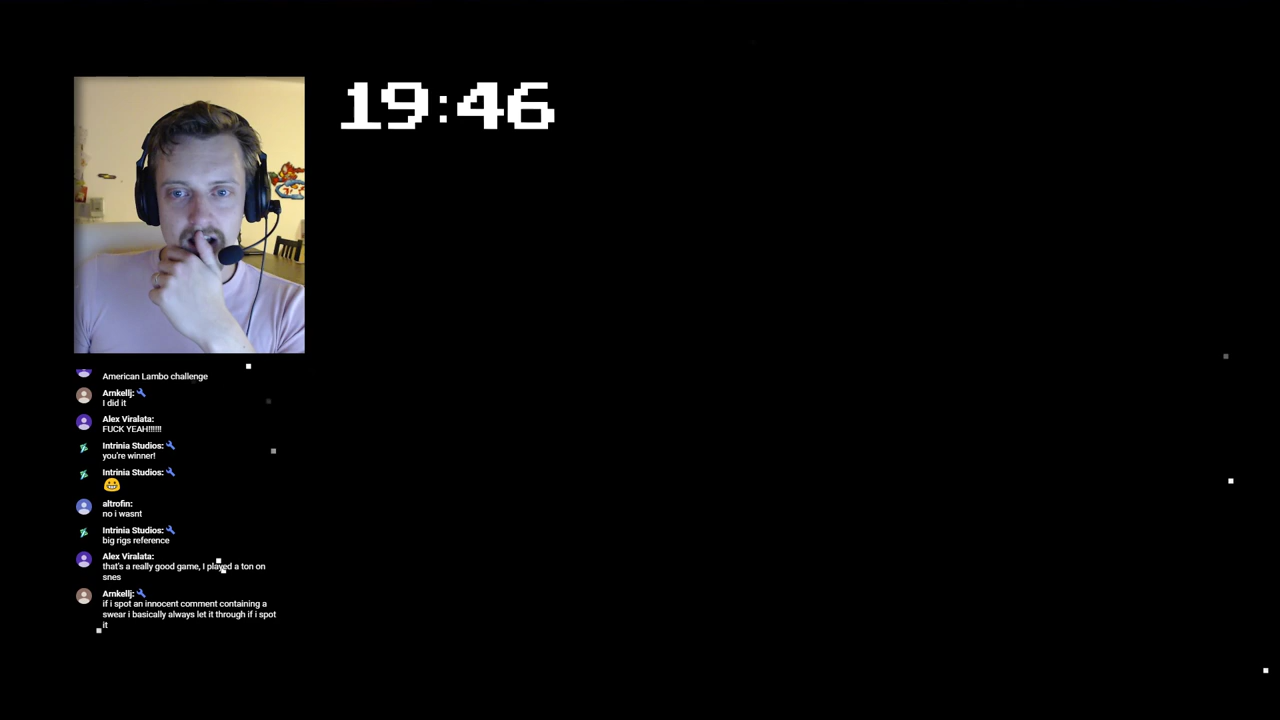 19:46
American Lambo challenge
Arnkellj:
I did it
Alex Viralata:
FUCK YEAH!!!!!!
Intrinia Studios:
you're winner!
Intrinia Studios:
altrofin:
no i wasnt
Intrinia Studios:
big rigs reference
Alex Viralata:
that's a really good game, I played a ton on
snes
Arnkellj:
if i spot an innocent comment containing a
swear i basically always let it through if i spot
it